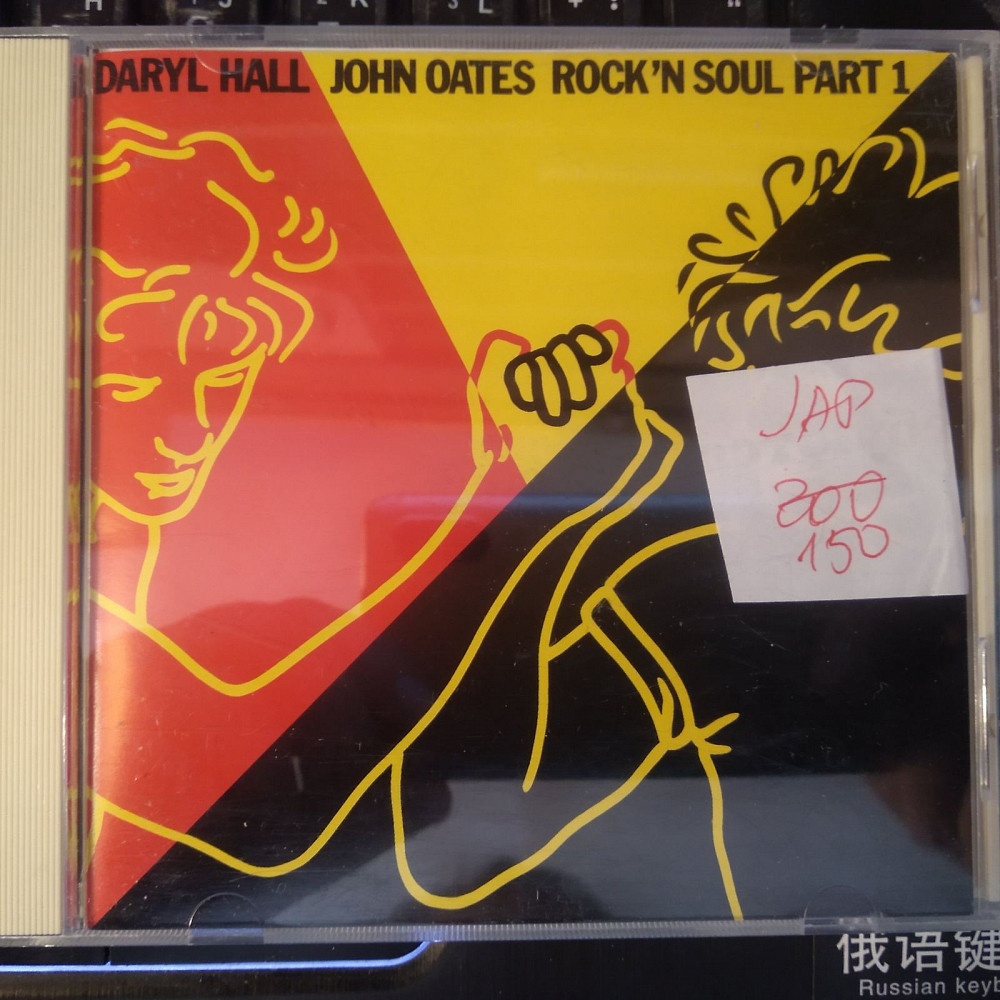 DARYL HALL JOHN OATES ROCK'N SOUL PART 1
JAP
300
150
俄语键
Russian keyb